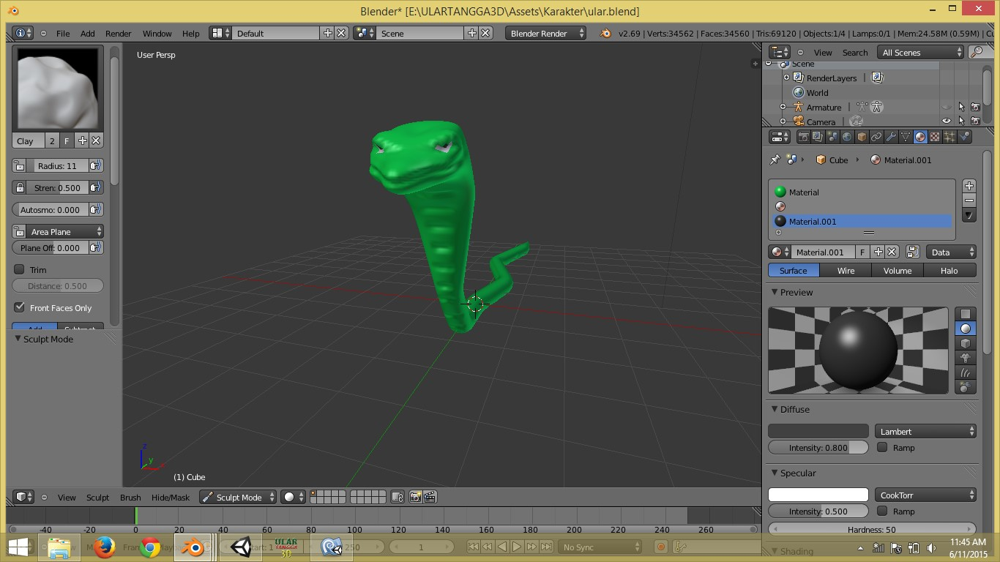 Blender* [E:\ULARTANGGA3D\Assets\Karakter\ular.blend]
File Add Render Window Help Default Scene Blender Render v2.69 | Verts:34562 | Faces:34560 | Tris:69120 | Objects:1/4 | Lamps:0/1 | Mem:24.58M (0.59M) | Cu
User Persp
View Search All Scenes
Scene
RenderLayers
World
Armature
Camera
Clay 2 F
Radius: 11
Stren: 0.500
Autosmo: 0.000
Area Plane
Plane Off: 0.000
Trim
Distance: 0.500
Front Faces Only
Add Subtract
Sculpt Mode
Cube Material.001
Material
Material.001
Material.001 F Data
Surface Wire Volume Halo
Preview
Diffuse
Lambert
Intensity: 0.800 Ramp
Specular
CookTorr
Intensity: 0.500 Ramp
Hardness: 50
Shading
z
y
x
(1) Cube
View Sculpt Brush Hide/Mask Sculpt Mode
-40 -20 0 20 40 60 80 100 120 140 160 180 200 220 240 260
1 250 1 No Sync
ULAR
TANGGA
3D
11:45 AM
6/11/2015